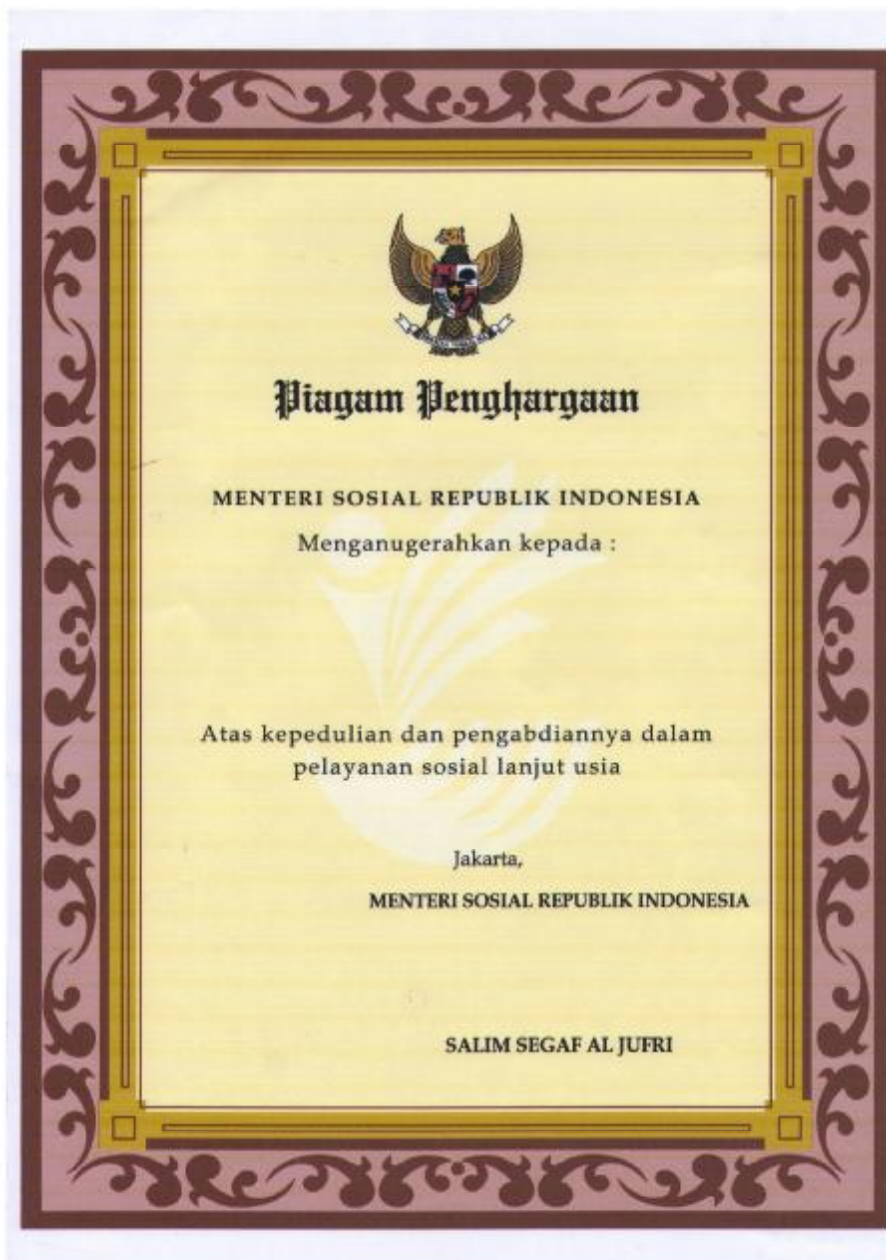 Piagam Penghargaan
MENTERI SOSIAL REPUBLIK INDONESIA
Menganugerahkan kepada :
Atas kepedulian dan pengabdiannya dalam
pelayanan sosial lanjut usia
Jakarta,
MENTERI SOSIAL REPUBLIK INDONESIA
SALIM SEGAF AL JUFRI